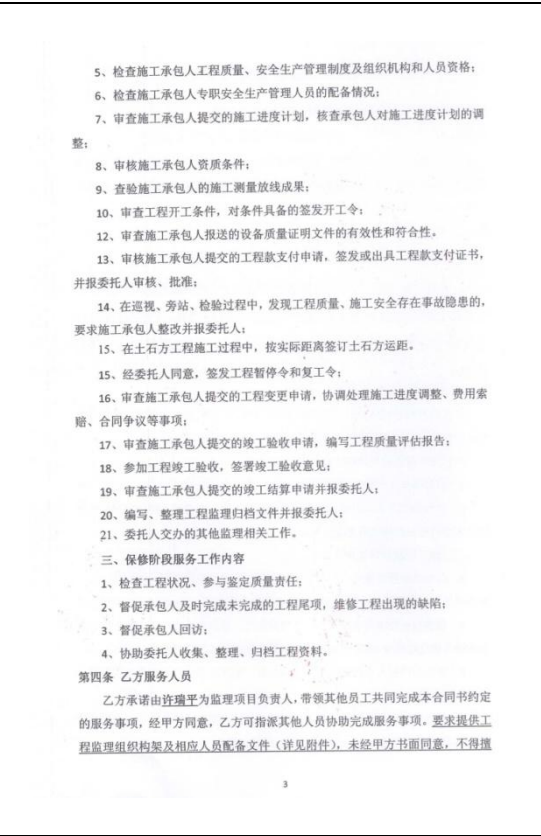 5、检查施工承包人工程质量、安全生产管理制度及组织机构和人员资格；
6、检查施工承包人专职安全生产管理人员的配备情况；
7、审查施工承包人提交的施工进度计划，核查承包人对施工进度计划的调
整；
8、审核施工承包人资质条件；
9、查验施工承包人的施工测量放线成果；
10、审查工程开工条件，对条件具备的签发开工令；
12、审查施工承包人报送的设备质量证明文件的有效性和符合性。
13、审核施工承包人提交的工程款支付申请，签发或出具工程款支付证书，
并报委托人审核、批准；
14、在巡视、旁站、检验过程中，发现工程质量、施工安全存在事故隐患的，
要求施工承包人整改并报委托人；
15、在土石方工程施工过程中，按实际距离签订土石方运距。
15、经委托人同意，签发工程暂停令和复工令；
16、审查施工承包人提交的工程变更申请，协调处理施工进度调整、费用索
赔、合同争议等事项；
17、审查施工承包人提交的竣工验收申请，编写工程质量评估报告；
18、参加工程竣工验收，签署竣工验收意见；
19、审查施工承包人提交的竣工结算申请并报委托人；
20、编写、整理工程监理归档文件并报委托人；
21、委托人交办的其他监理相关工作。
三、保修阶段服务工作内容
1、检查工程状况、参与鉴定质量责任；
2、督促承包人及时完成未完成的工程尾项，维修工程出现的缺陷；
3、督促承包人回访；
4、协助委托人收集、整理、归档工程资料。
第四条 乙方服务人员
乙方承诺由许瑞平为监理项目负责人，带领其他员工共同完成本合同书约定
的服务事项，经甲方同意，乙方可指派其他人员协助完成服务事项。要求提供工
程监理组织构架及相应人员配备文件（详见附件），未经甲方书面同意，不得擅
3